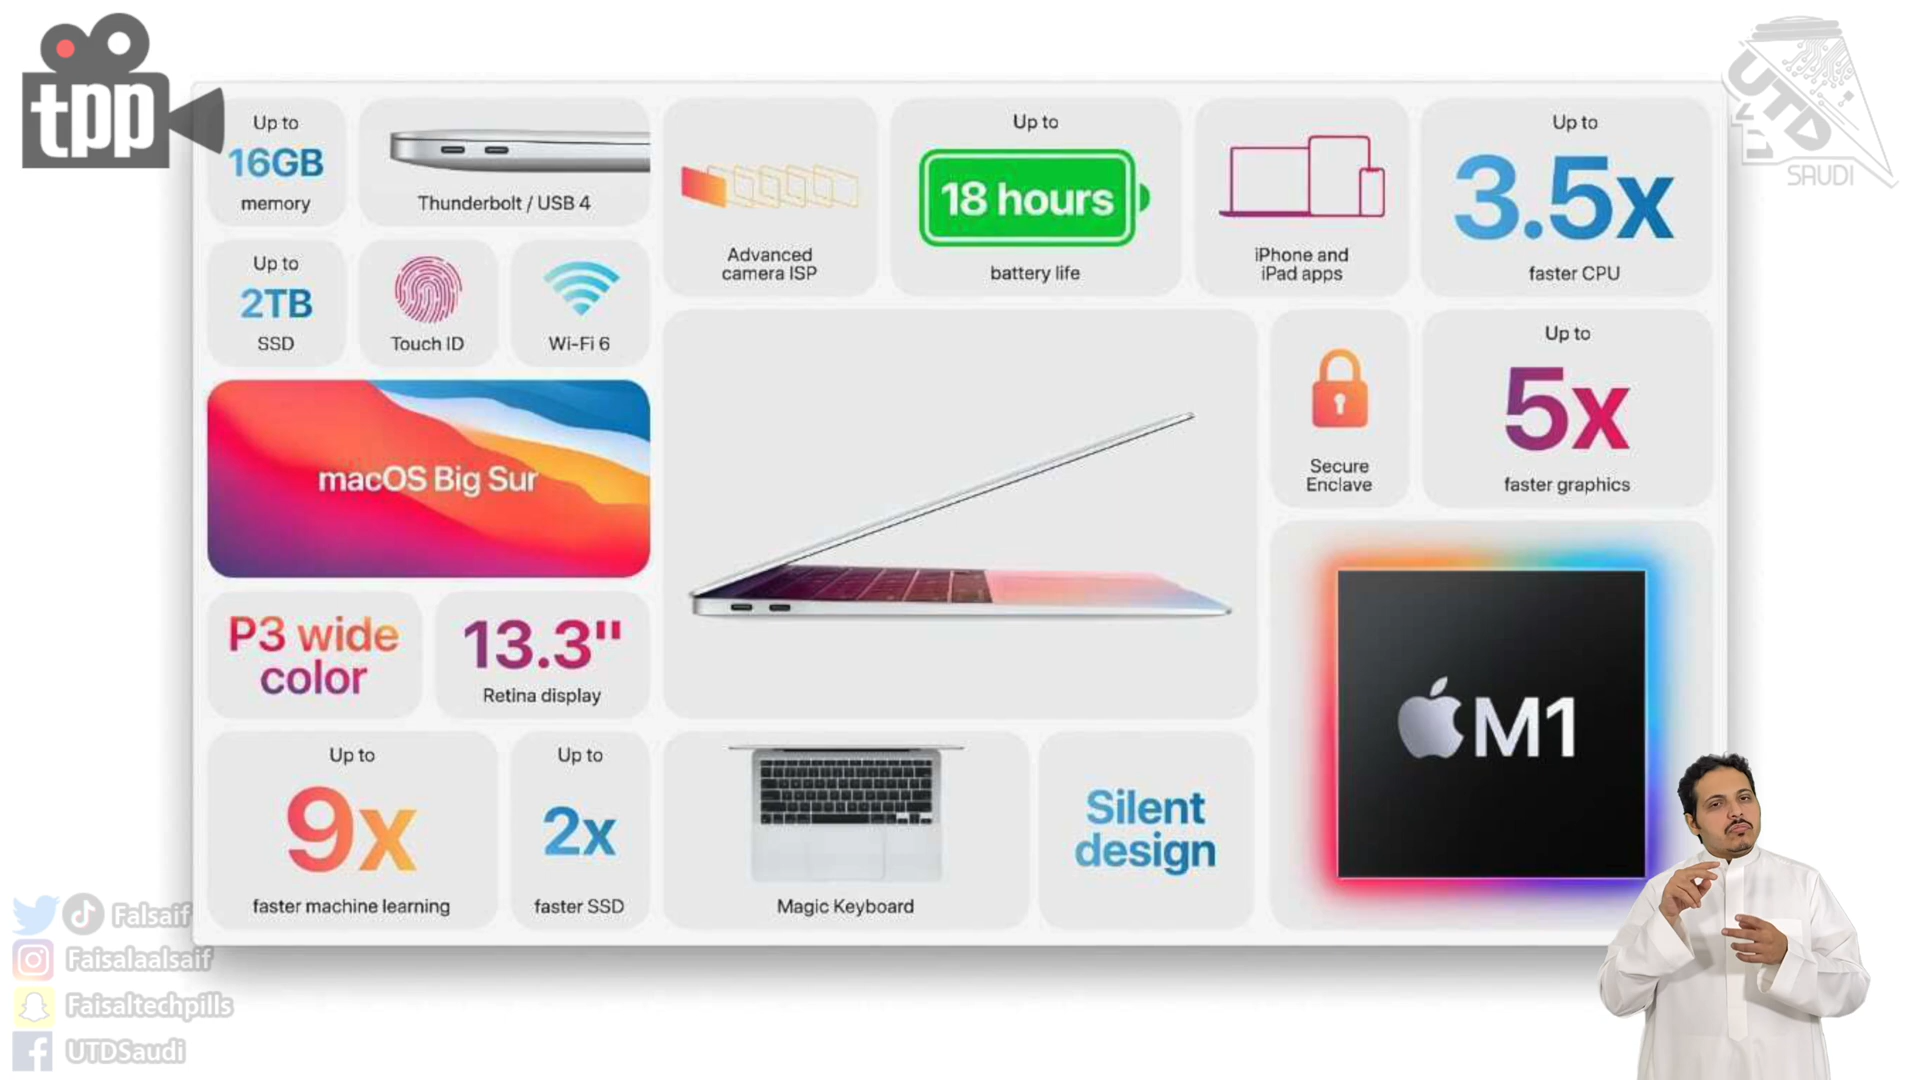 tpp
UTD
SAUDI
Up to
16GB
memory
Thunderbolt / USB 4
Advanced
camera ISP
Up to
18 hours
battery life
iPhone and
iPad apps
Up to
3.5x
faster CPU
Up to
2TB
SSD
Touch ID
Wi-Fi 6
macOS Big Sur
Secure
Enclave
Up to
5x
faster graphics
P3 wide
color
13.3"
Retina display
M1
Up to
9x
faster machine learning
Up to
2x
faster SSD
Magic Keyboard
Silent
design
Falsaif
Faisalaalsaif
Faisaltechpills
UTDSaudi